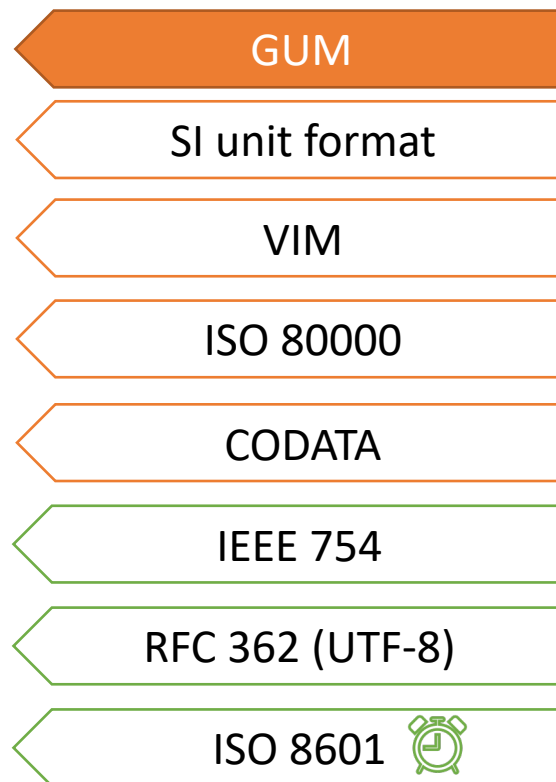 GUM
SI unit format
VIM
ISO 80000
CODATA
IEEE 754
RFC 362 (UTF-8)
ISO 8601